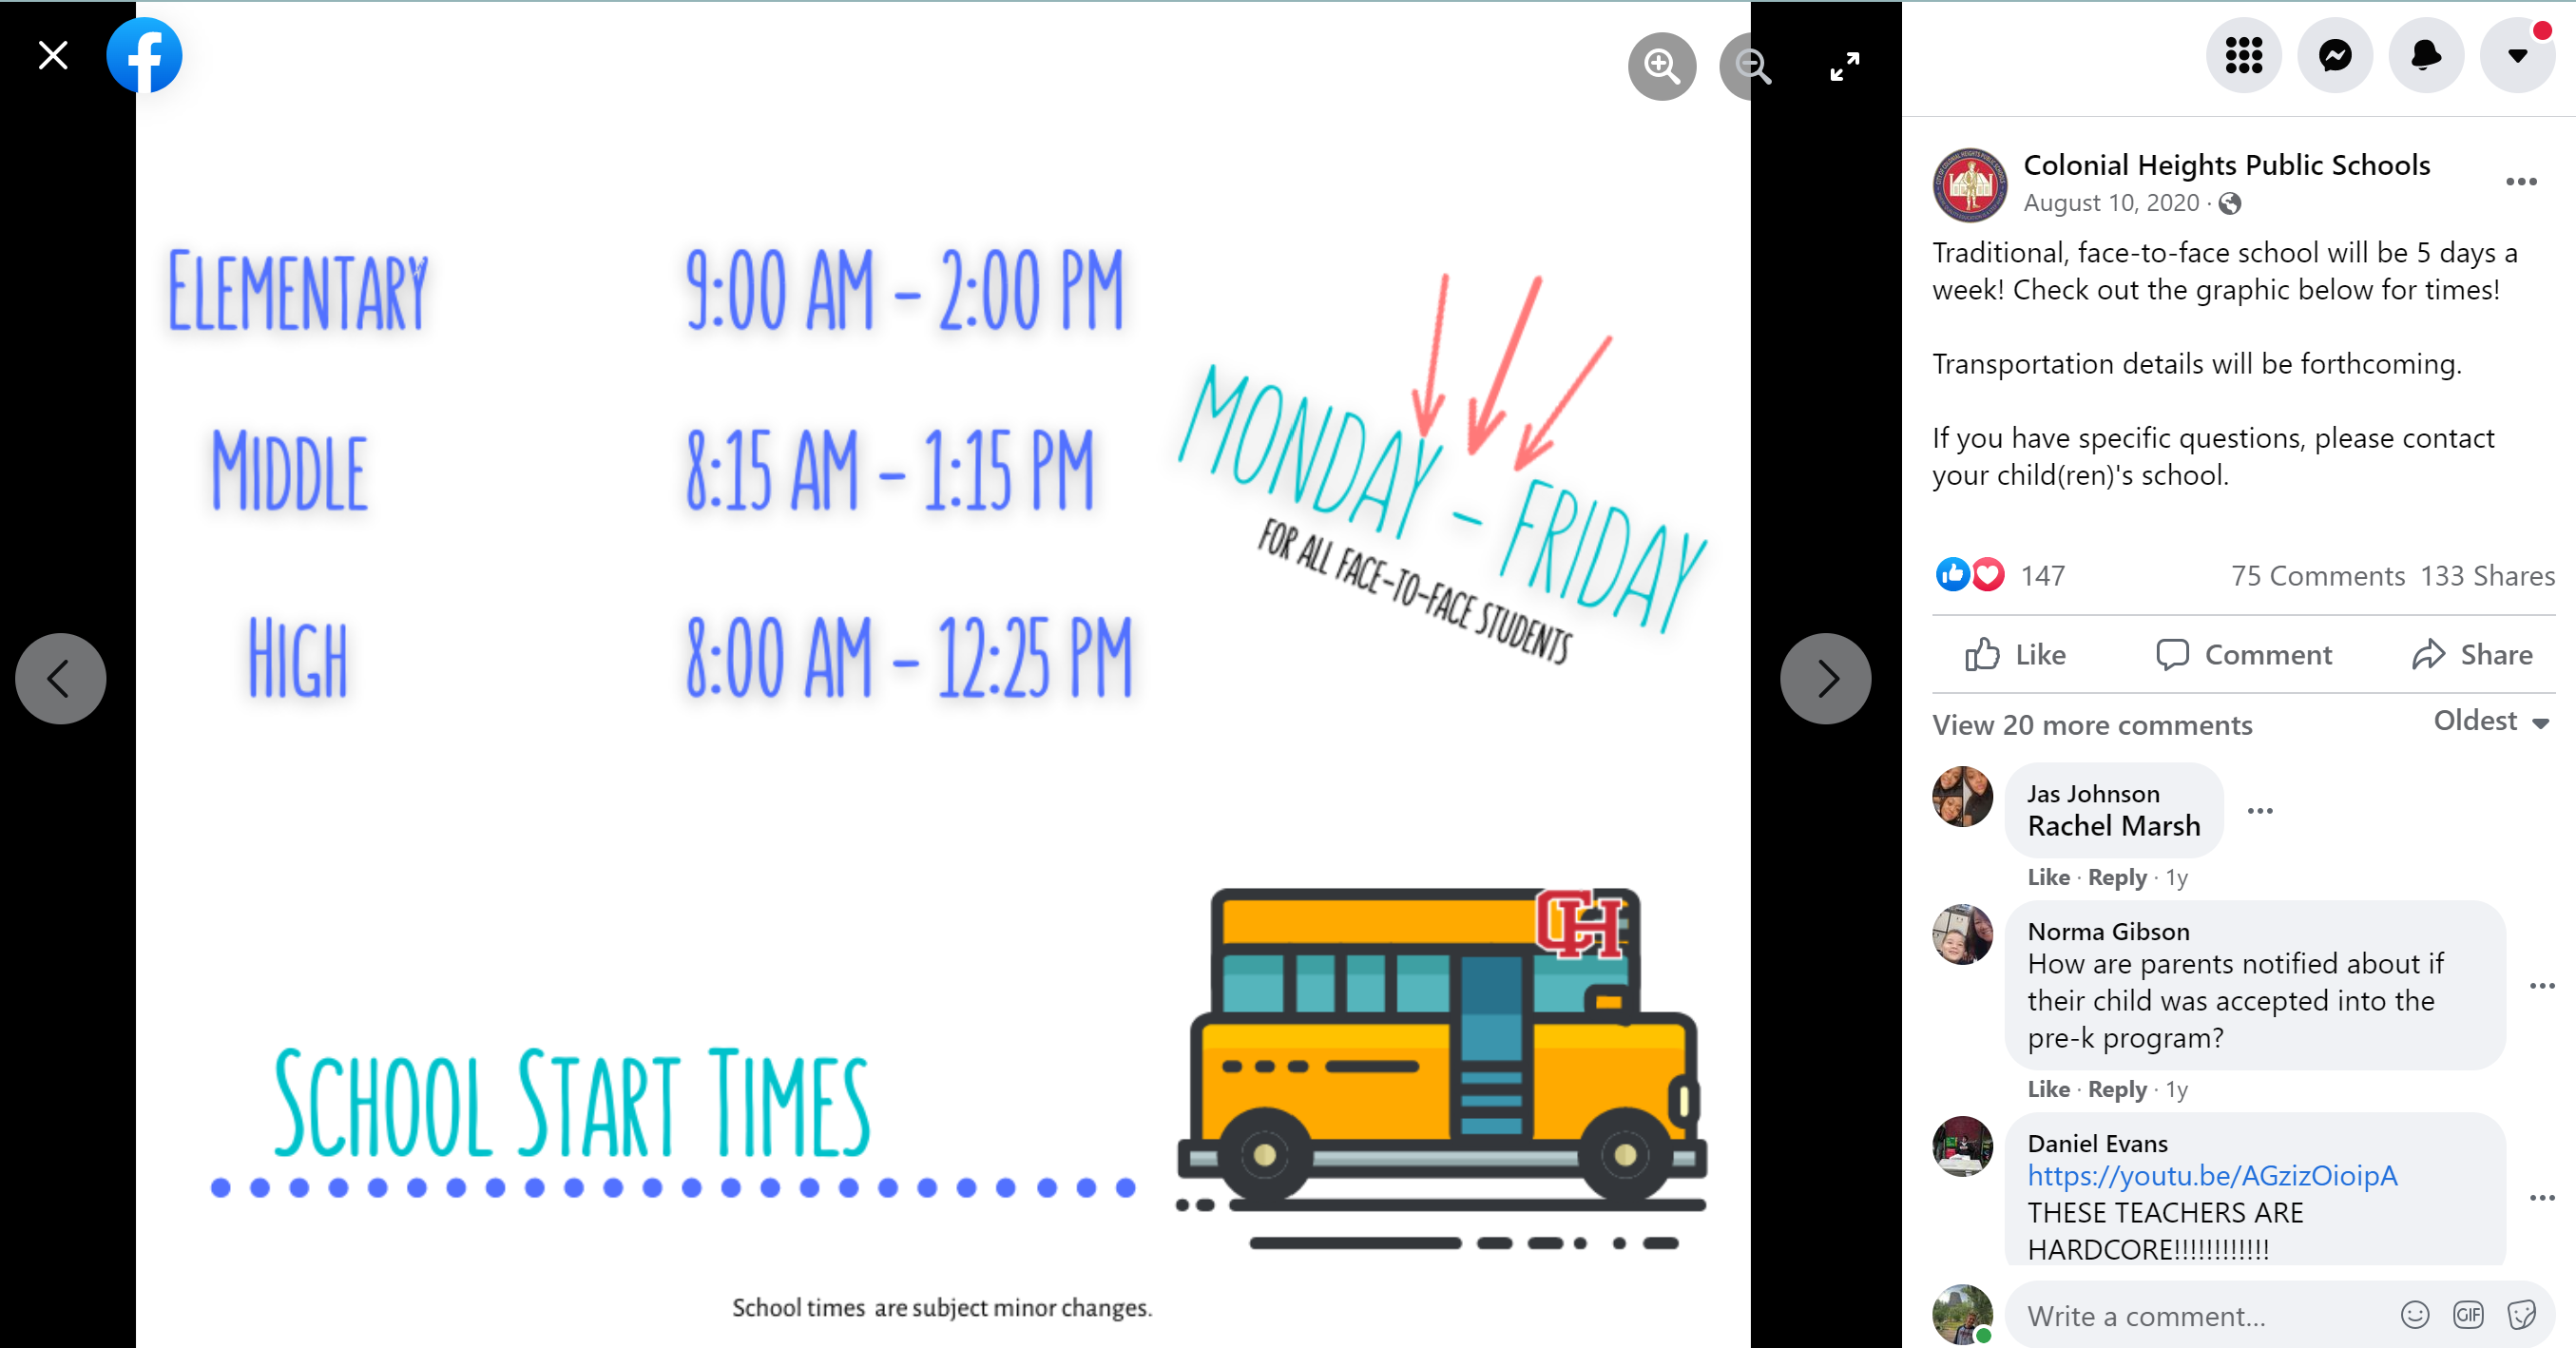 ELEMENTARY 9:00 AM – 2:00 PM
MIDDLE 8:15 AM – 1:15 PM
HIGH 8:00 AM – 12:25 PM
MONDAY – FRIDAY
FOR ALL FACE-TO-FACE STUDENTS
CH
SCHOOL START TIMES
School times are subject minor changes.
Colonial Heights Public Schools
August 10, 2020 ·
Traditional, face-to-face school will be 5 days a
week! Check out the graphic below for times!
Transportation details will be forthcoming.
If you have specific questions, please contact
your child(ren)'s school.
147 75 Comments 133 Shares
Like Comment Share
View 20 more comments Oldest
Jas Johnson
Rachel Marsh
Like · Reply · 1y
Norma Gibson
How are parents notified about if
their child was accepted into the
pre-k program?
Like · Reply · 1y
Daniel Evans
https://youtu.be/AGzizOioipA
THESE TEACHERS ARE
HARDCORE!!!!!!!!!!!!
Write a comment...
GIF